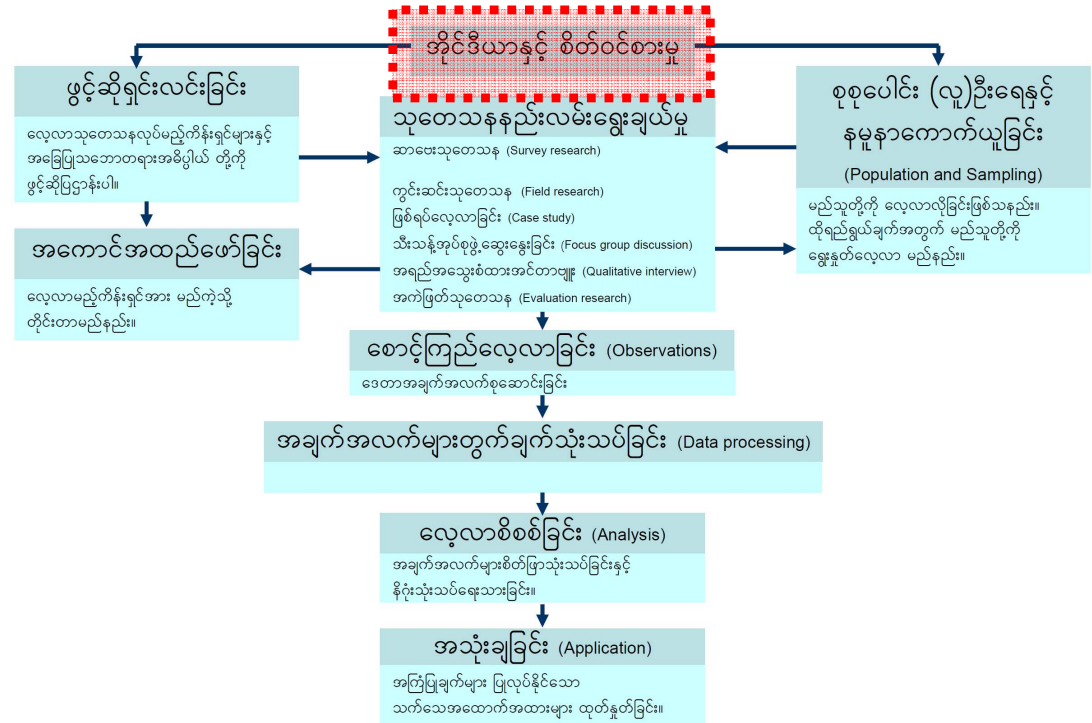 အိုင်ဒီယာနှင့် စိတ်ဝင်စားမှု
ဖွင့်ဆိုရှင်းလင်းခြင်း
လေ့လာသုတေသနလုပ်မည့်ကိန်းရှင်များနှင့်
အခြေပြုသဘောတရားအဓိပ္ပါယ် တို့ကို
ဖွင့်ဆိုပြဌာန်းပါ။
အကောင်အထည်ဖော်ခြင်း
လေ့လာမည့်ကိန်းရှင်အား မည်ကဲ့သို့
တိုင်းတာမည်နည်း။
သုတေသနနည်းလမ်းရွေးချယ်မှု
ဆာဗေးသုတေသန (Survey research)
ကွင်းဆင်းသုတေသန (Field research)
ဖြစ်ရပ်လေ့လာခြင်း (Case study)
သီးသန့်အုပ်စုဖွဲ့ဆွေးနွေးခြင်း (Focus group discussion)
အရည်အသွေးစံထားအင်တာဗျူး (Qualitative interview)
အကဲဖြတ်သုတေသန (Evaluation research)
စုစုပေါင်း (လူ)ဦးရေနှင့်
နမူနာကောက်ယူခြင်း
(Population and Sampling)
မည်သူတို့ကို လေ့လာလိုခြင်းဖြစ်သနည်း။
ထိုရည်ရွယ်ချက်အတွက် မည်သူတို့ကို
ရွေးနှုတ်လေ့လာ မည်နည်း။
စောင့်ကြည်လေ့လာခြင်း (Observations)
ဒေတာအချက်အလက်စုဆောင်းခြင်း
အချက်အလက်များတွက်ချက်သုံးသပ်ခြင်း (Data processing)
လေ့လာစိစစ်ခြင်း (Analysis)
အချက်အလက်များစိတ်ဖြာသုံးသပ်ခြင်းနှင့်
နိဂုံးသုံးသပ်ရေးသားခြင်း။
အသုံးချခြင်း (Application)
အကြံပြုချက်များ ပြုလုပ်နိုင်သော
သက်သေအထောက်အထားများ ထုတ်နှုတ်ခြင်း။